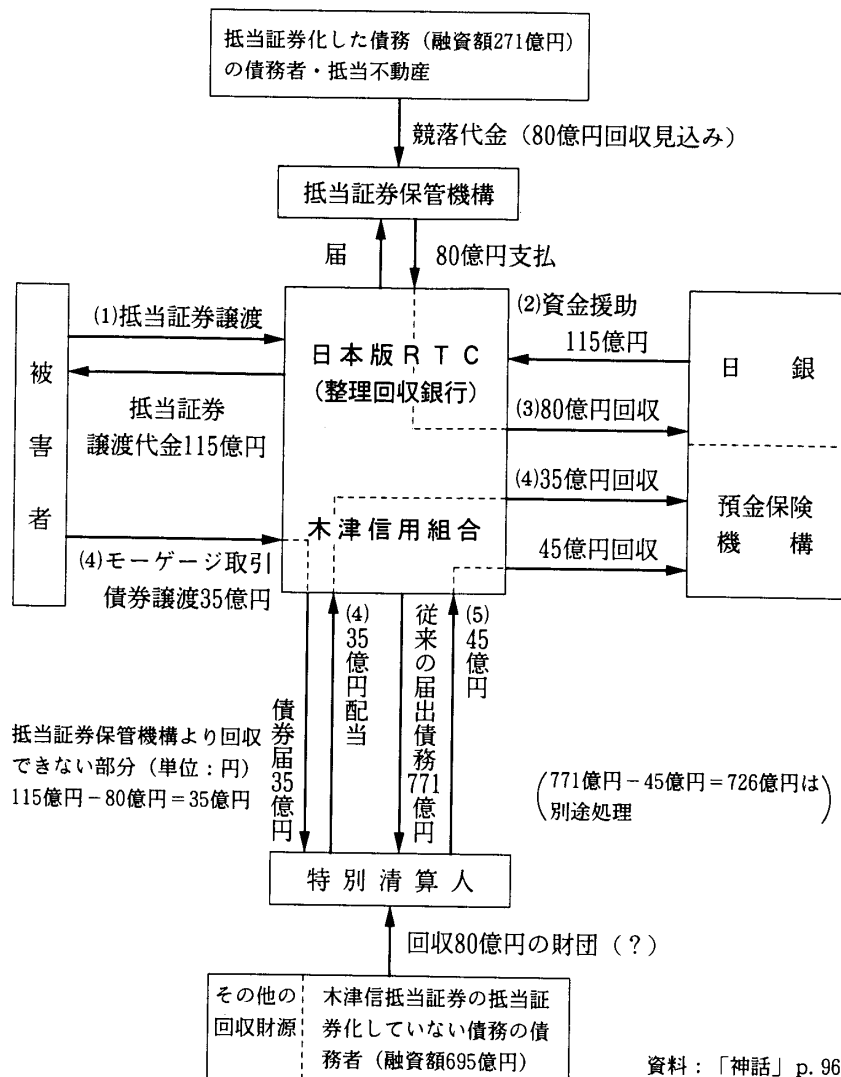 抵当証券化した債務（融資額271億円）
の債務者・抵当不動産
競落代金（80億円回収見込み）
抵当証券保管機構
届
80億円支払
(1)抵当証券譲渡
(2)資金援助
115億円
被害者
日本版ＲＴＣ
（整理回収銀行）
日銀
抵当証券
譲渡代金115億円
(3)80億円回収
(4)35億円回収
木津信用組合
預金保険
機構
(4)モーゲージ取引
債券譲渡35億円
45億円回収
債券届35億円
(4)35億円配当
従来の届出債務771億円
(5)45億円
抵当証券保管機構より回収
できない部分（単位：円）
115億円－80億円＝35億円
（771億円－45億円＝726億円は
別途処理）
特別清算人
回収80億円の財団（？）
その他の
回収財源
木津信抵当証券の抵当証
券化していない債務の債
務者（融資額695億円）
資料：「神話」p. 96